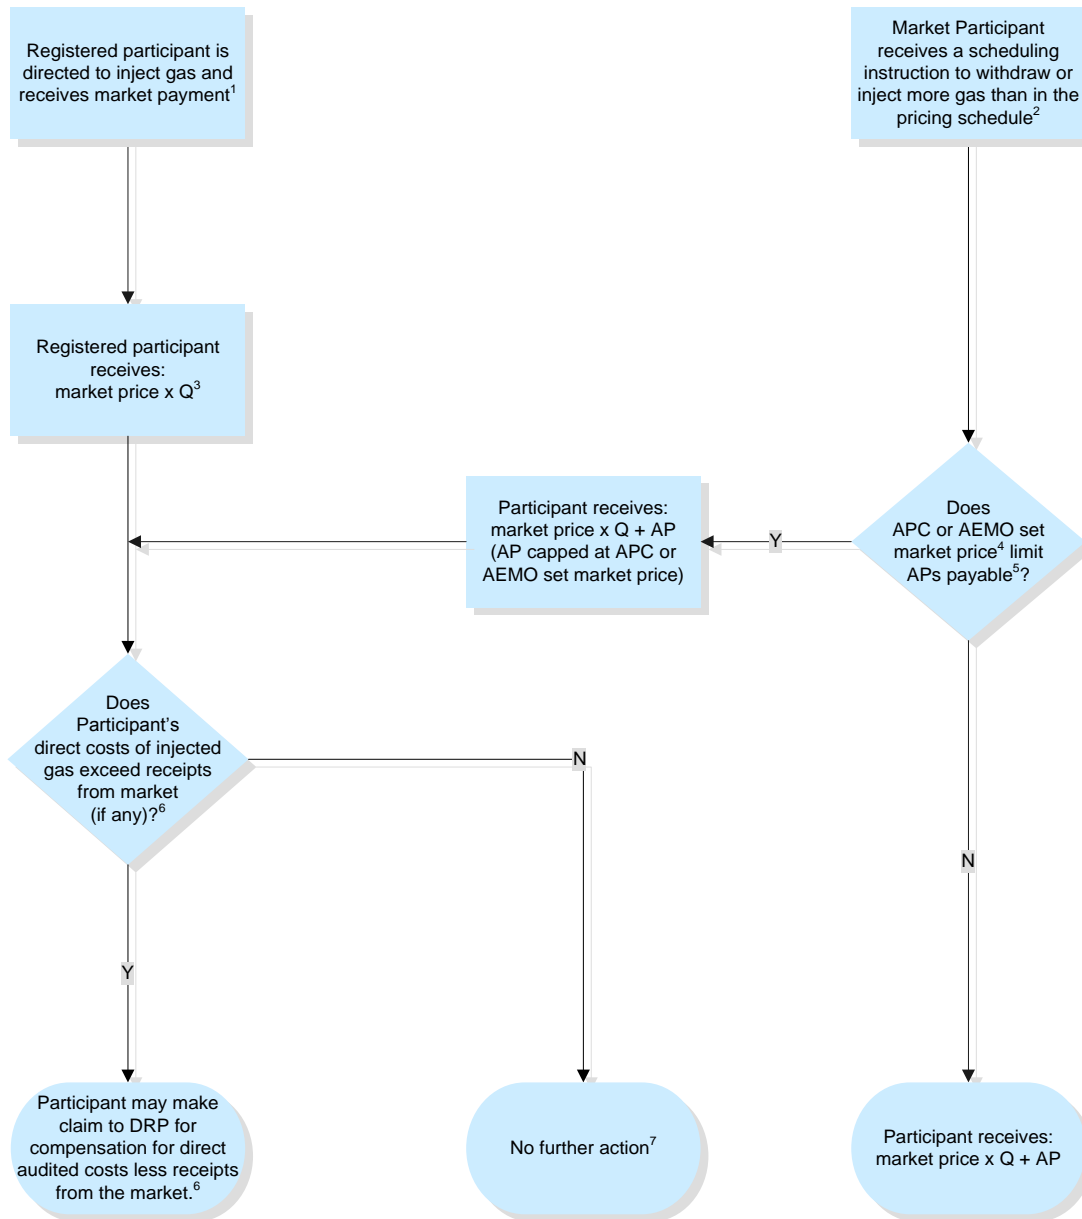 Registered participant is
directed to inject gas and
receives market payment1
Market Participant
receives a scheduling
instruction to withdraw or
inject more gas than in the
pricing schedule2
Registered participant
receives:
market price x Q3
Participant receives:
market price x Q + AP
(AP capped at APC or
AEMO set market price)
Y
Does
APC or AEMO set
market price4 limit
APs payable5?
Does
Participant's
direct costs of injected
gas exceed receipts
from market
(if any)?6
N
N
Y
Participant may make
claim to DRP for
compensation for direct
audited costs less receipts
from the market.6
No further action7
Participant receives:
market price x Q + AP